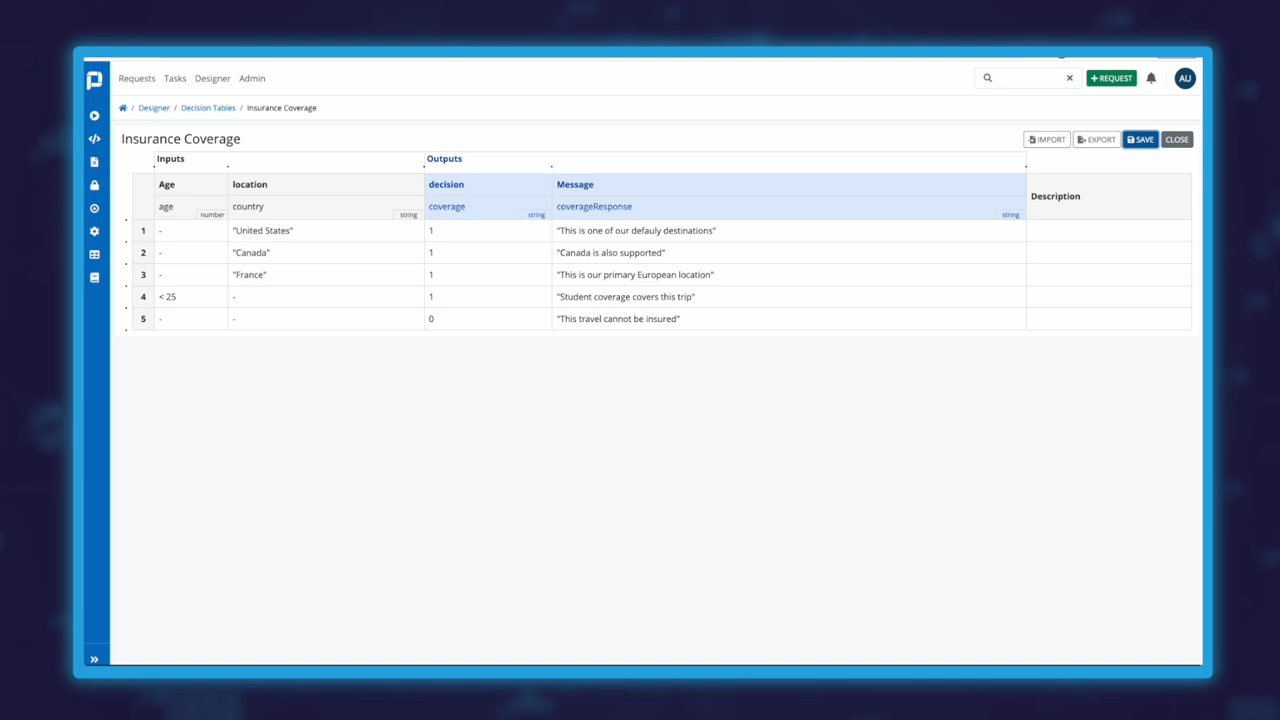 Requests Tasks Designer Admin + REQUEST AU
/ Designer / Decision Tables / Insurance Coverage
Insurance Coverage IMPORT EXPORT SAVE CLOSE
Inputs Outputs
Age location decision Message Description
age number country string coverage string coverageResponse string
1 - "United States" 1 "This is one of our defauly destinations"
2 - "Canada" 1 "Canada is also supported"
3 - "France" 1 "This is our primary European location"
4 < 25 - 1 "Student coverage covers this trip"
5 - - 0 "This travel cannot be insured"